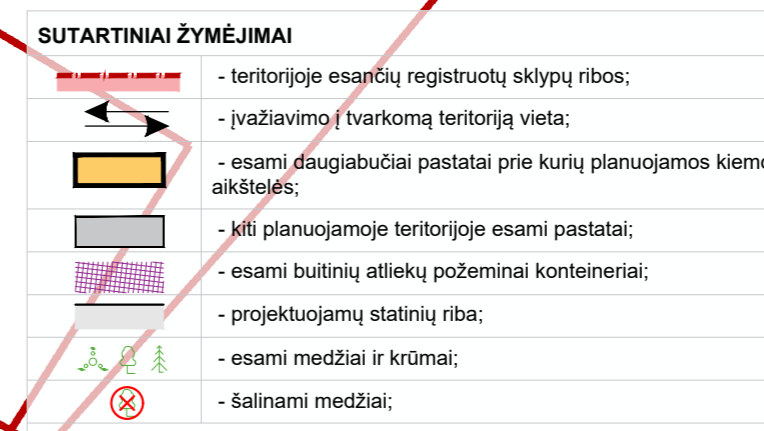 SUTARTINIAI ŽYMĖJIMAI
- teritorijoje esančių registruotų sklypų ribos;
- įvažiavimo į tvarkomą teritoriją vieta;
- esami daugiabučiai pastatai prie kurių planuojamos kiemo
aikštelės;
- kiti planuojamoje teritorijoje esami pastatai;
- esami buitinių atliekų požeminai konteineriai;
- projektuojamų statinių riba;
- esami medžiai ir krūmai;
- šalinami medžiai;